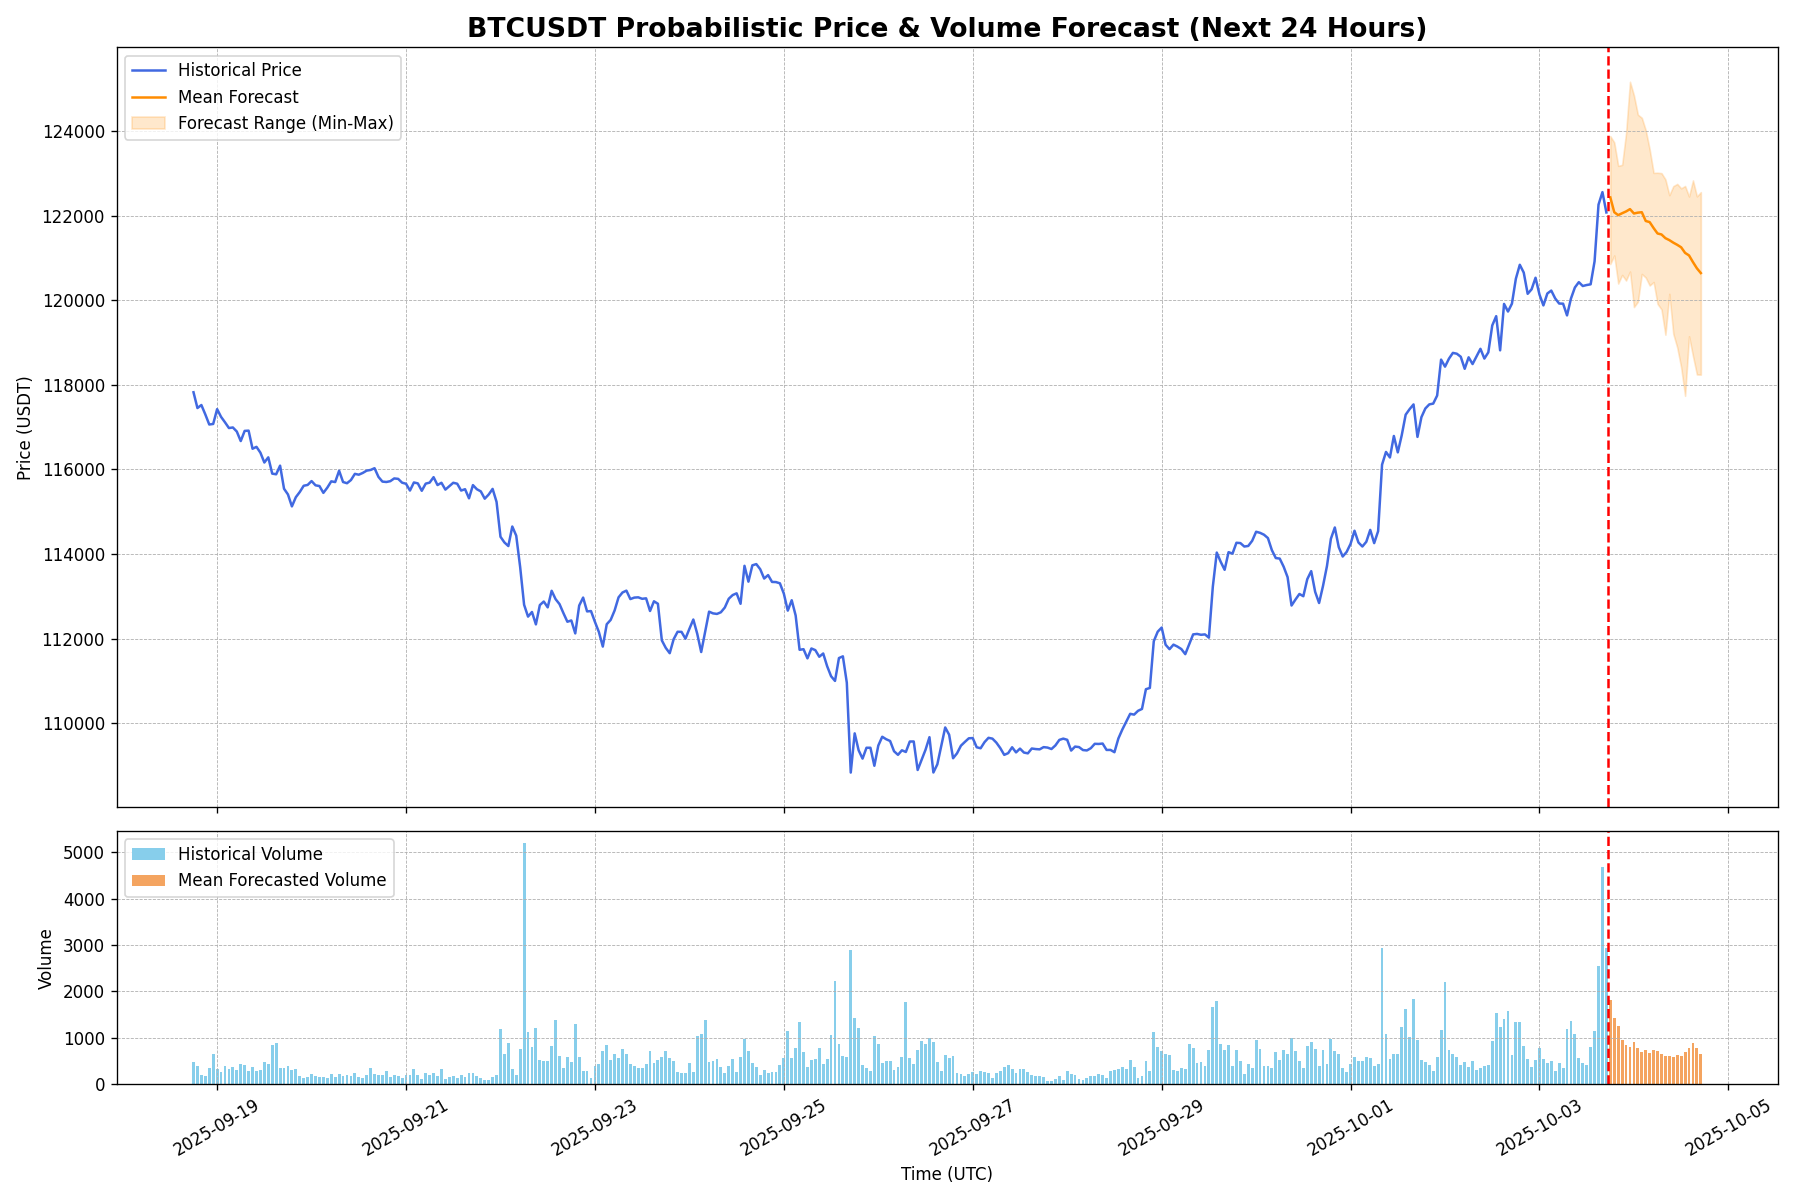 BTCUSDT Probabilistic Price & Volume Forecast (Next 24 Hours)
Historical Price
Mean Forecast
Forecast Range (Min-Max)
124000
122000
120000
118000
116000
114000
112000
110000
Price (USDT)
Historical Volume
Mean Forecasted Volume
5000
4000
3000
2000
1000
0
Volume
2025-09-19
2025-09-21
2025-09-23
2025-09-25
2025-09-27
2025-09-29
2025-10-01
2025-10-03
2025-10-05
Time (UTC)